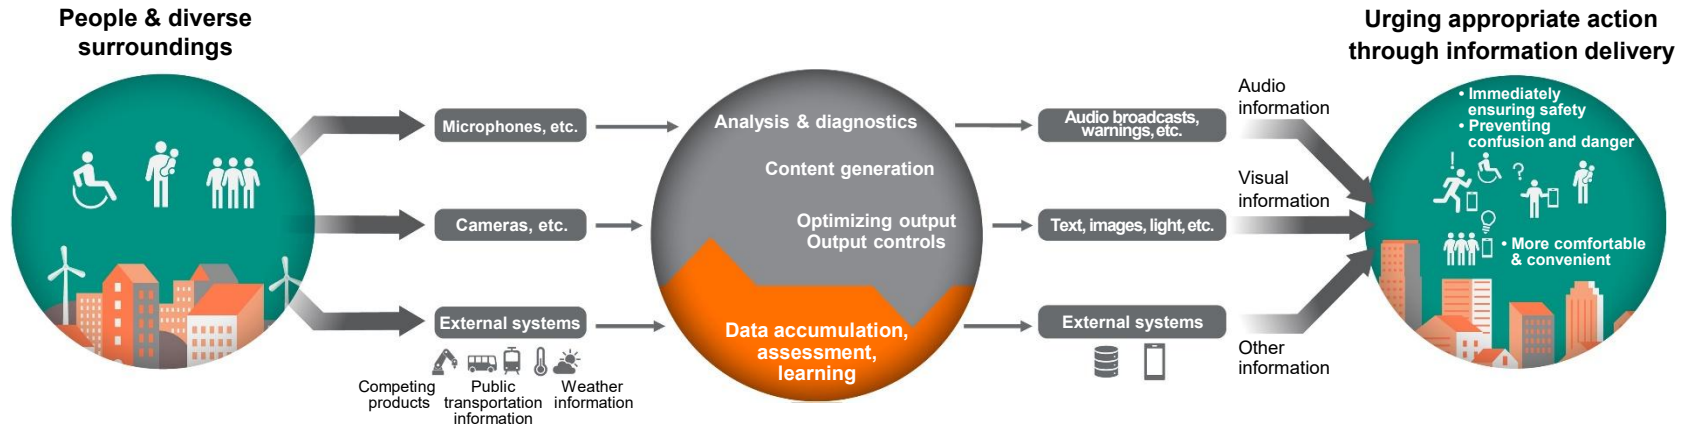 People & diverse
surroundings
Microphones, etc.
Cameras, etc.
External systems
Competing
products
Public
transportation
information
Weather
information
Analysis & diagnostics
Content generation
Optimizing output
Output controls
Data accumulation,
assessment,
learning
Audio broadcasts,
warnings, etc.
Text, images, light, etc.
External systems
Audio
information
Visual
information
Other
information
Urging appropriate action
through information delivery
• Immediately
ensuring safety
• Preventing
confusion and danger
!
?
• More comfortable
& convenient